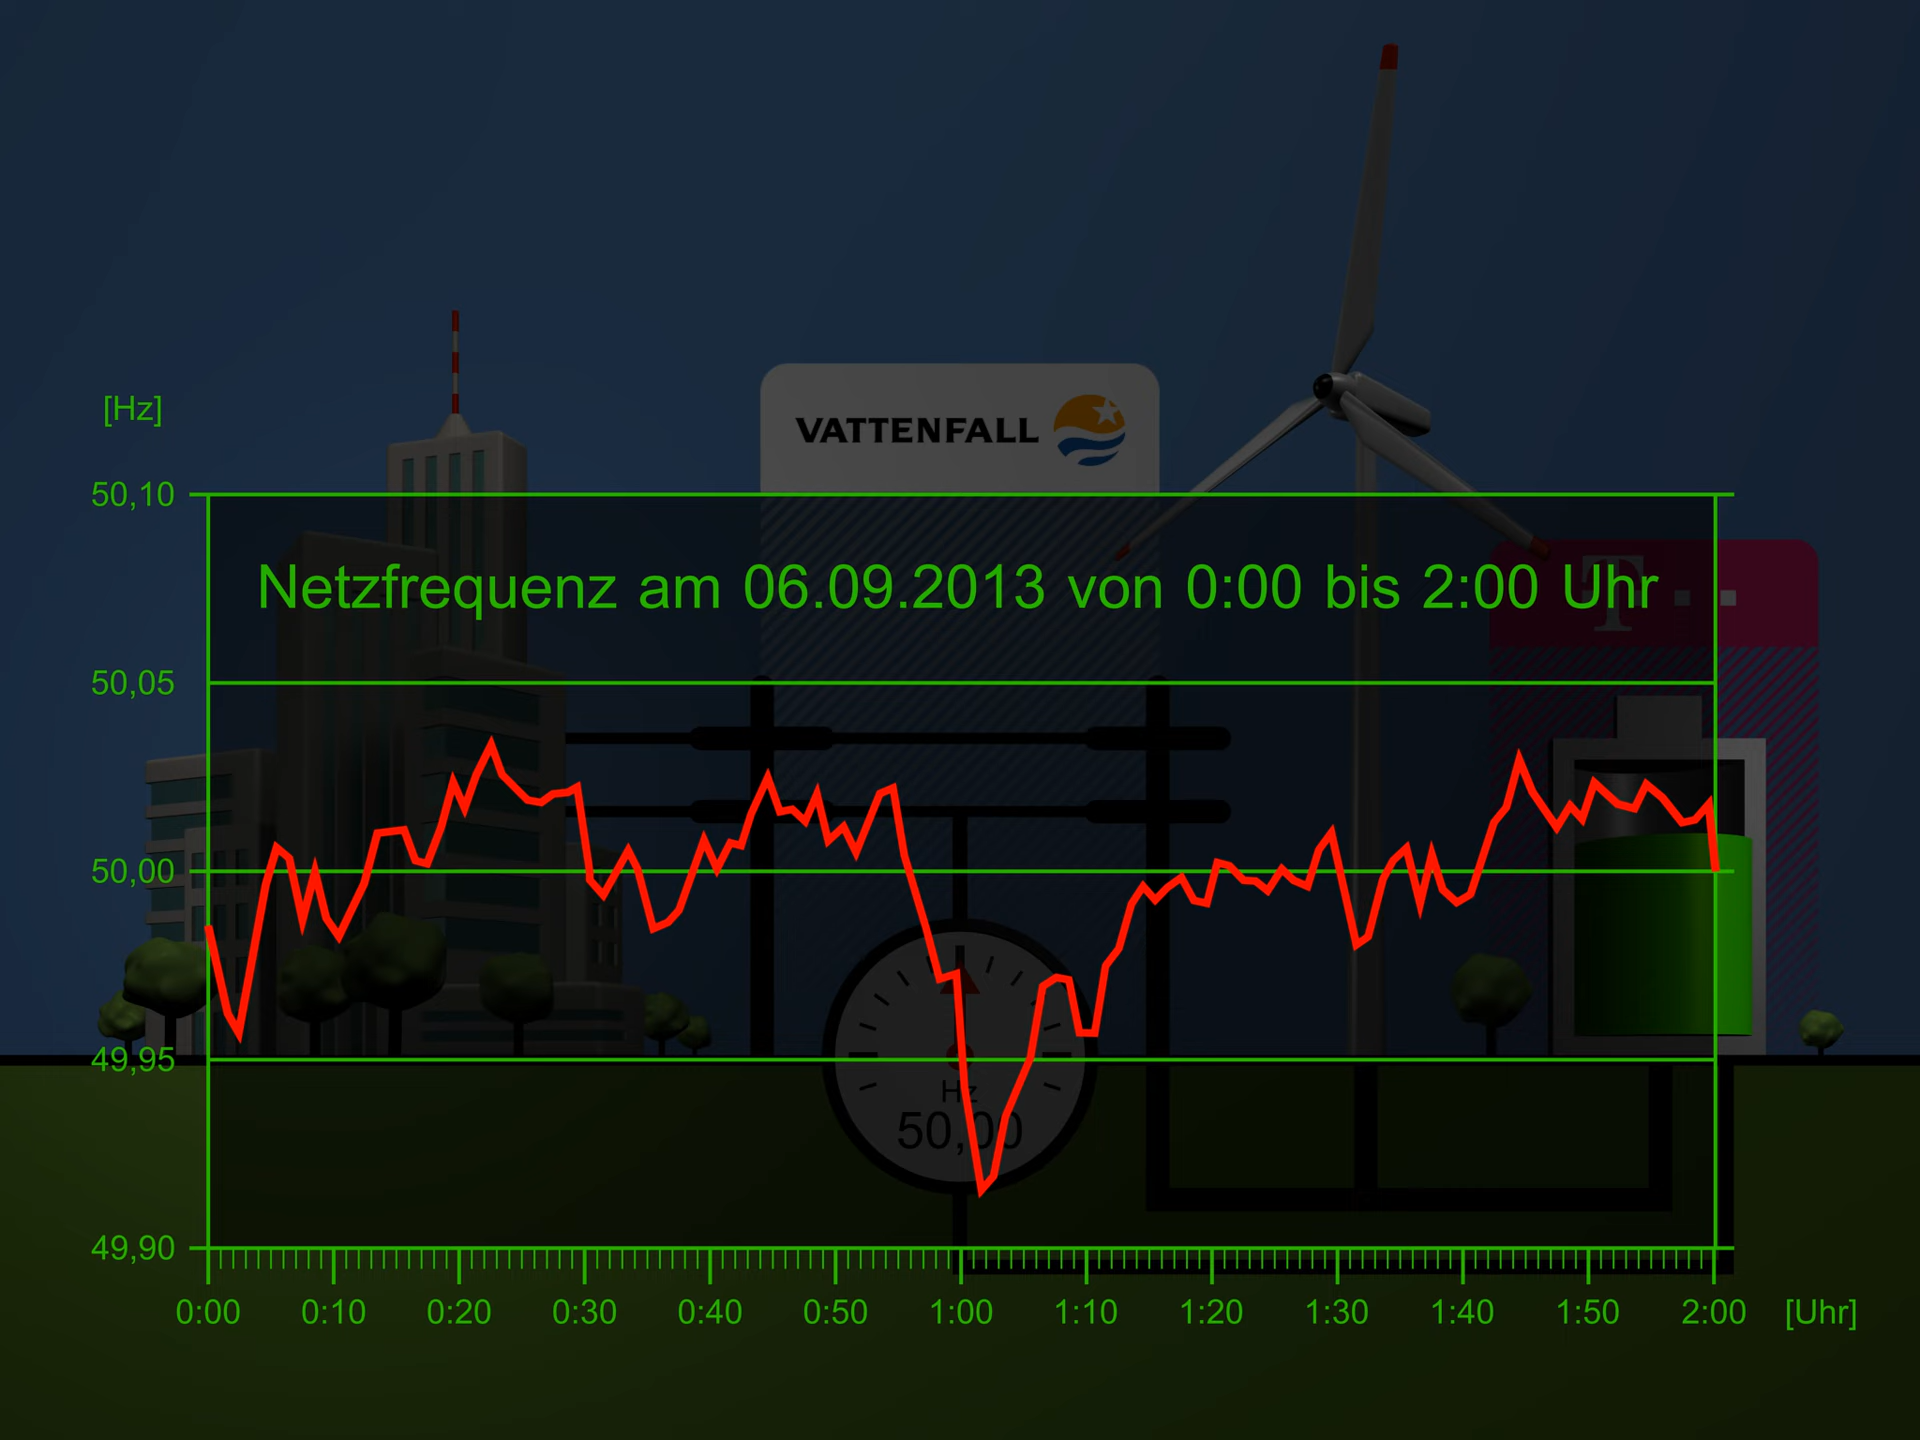 VATTENFALL
[Hz]
50,10
Netzfrequenz am 06.09.2013 von 0:00 bis 2:00 Uhr
T
50,05
50,00
49,95
Hz
50,00
49,90
0:00 0:10 0:20 0:30 0:40 0:50 1:00 1:10 1:20 1:30 1:40 1:50 2:00 [Uhr]